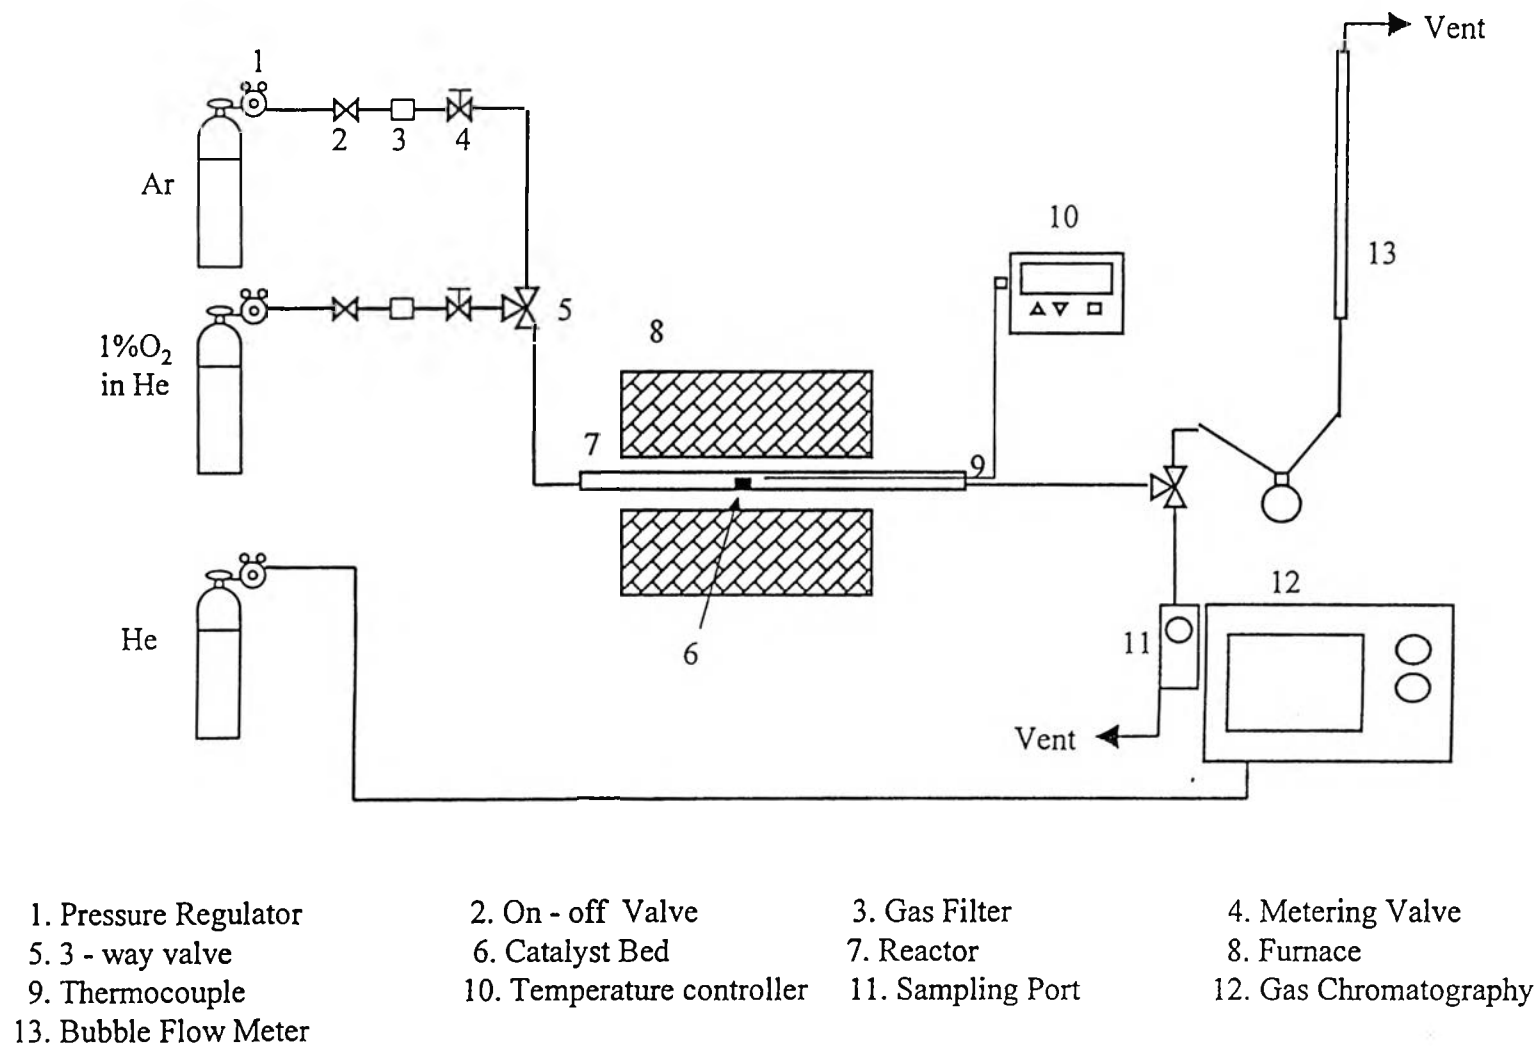 Vent
1
2 3 4
Ar
10
13
5
8
1%O₂
in He
7
9
12
He
11
6
Vent
1. Pressure Regulator 2. On - off Valve 3. Gas Filter 4. Metering Valve
5. 3 - way valve 6. Catalyst Bed 7. Reactor 8. Furnace
9. Thermocouple 10. Temperature controller 11. Sampling Port 12. Gas Chromatography
13. Bubble Flow Meter